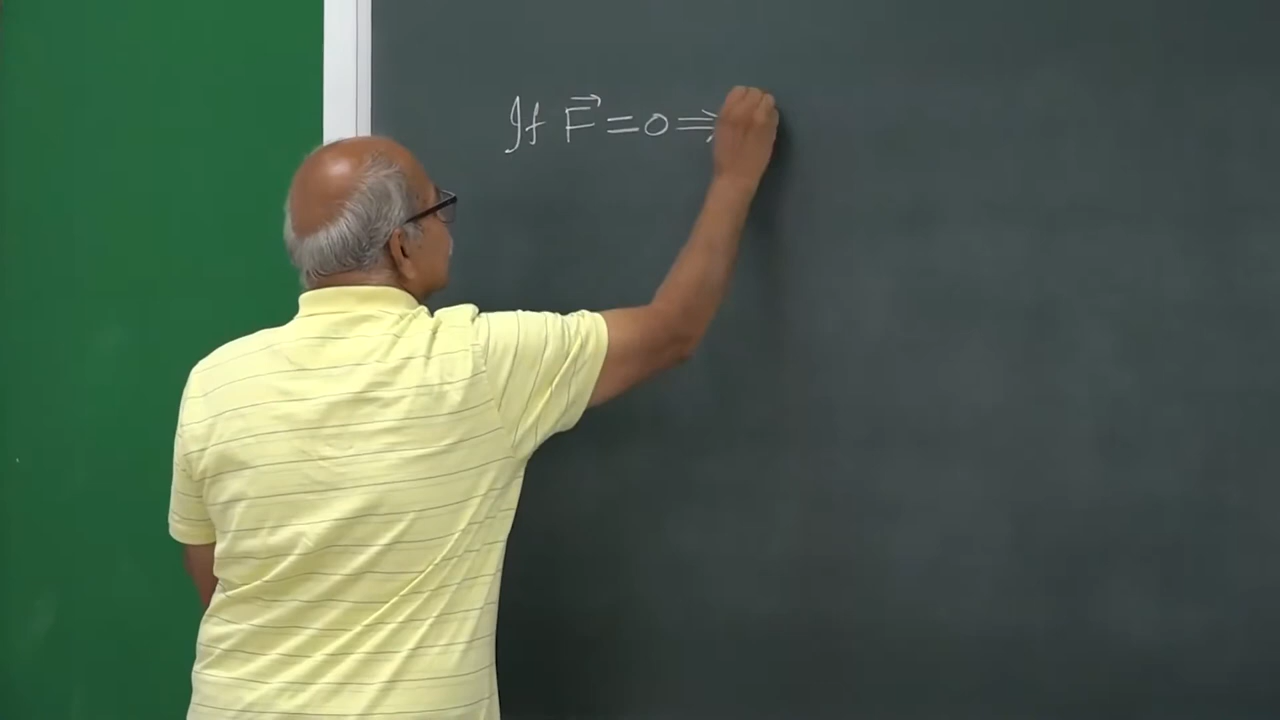 If F⃗ = 0 ⇒